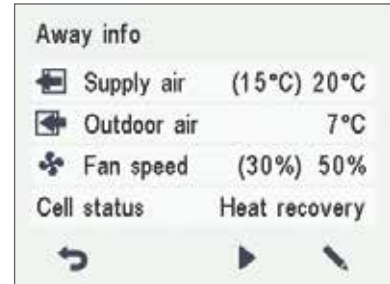 Away info
Supply air (15°C) 20°C
Outdoor air 7°C
Fan speed (30%) 50%
Cell status Heat recovery